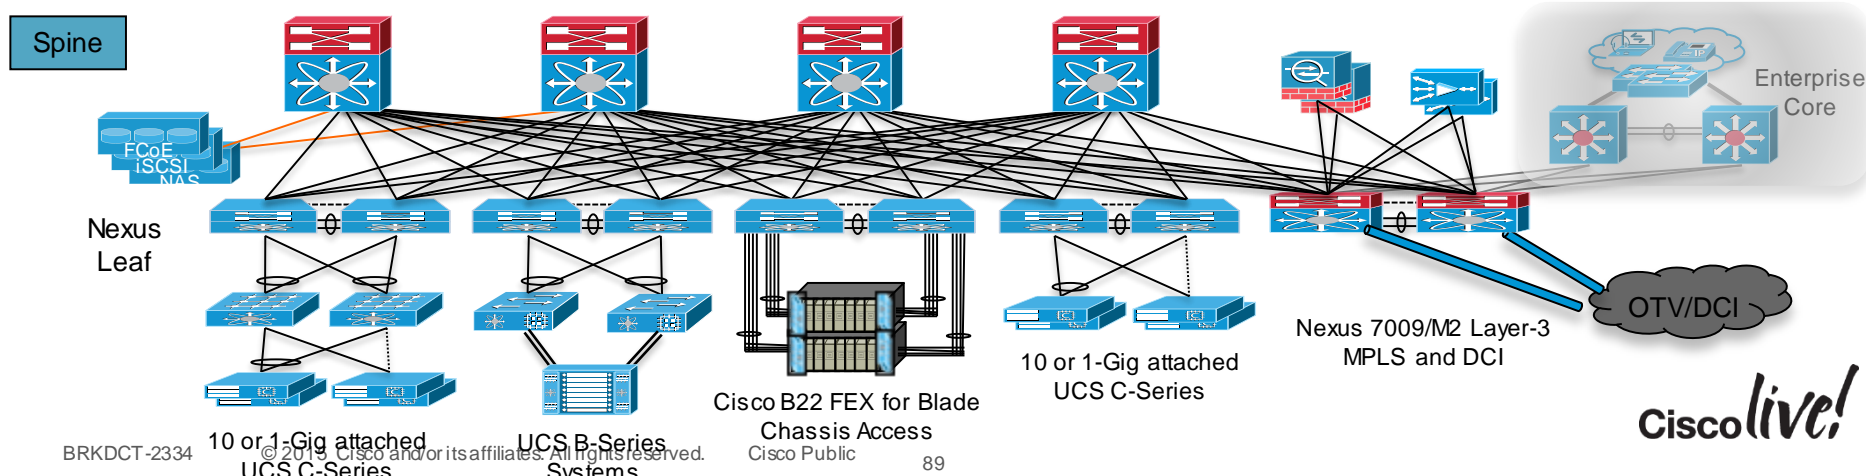 Spine
Enterprise
Core
FCoE
iSCSI
NAS
IP
Nexus
Leaf
OTV/DCI
Nexus 7009/M2 Layer-3
MPLS and DCI
10 or 1-Gig attached
UCS C-Series
Cisco B22 FEX for Blade
Chassis Access
10 or 1-Gig attached
UCS C-Series
UCS B-Series
Systems
Cisco live!
BRKDCT-2334
© 2015 Cisco and/or its affiliates. All rights reserved.
Cisco Public
89